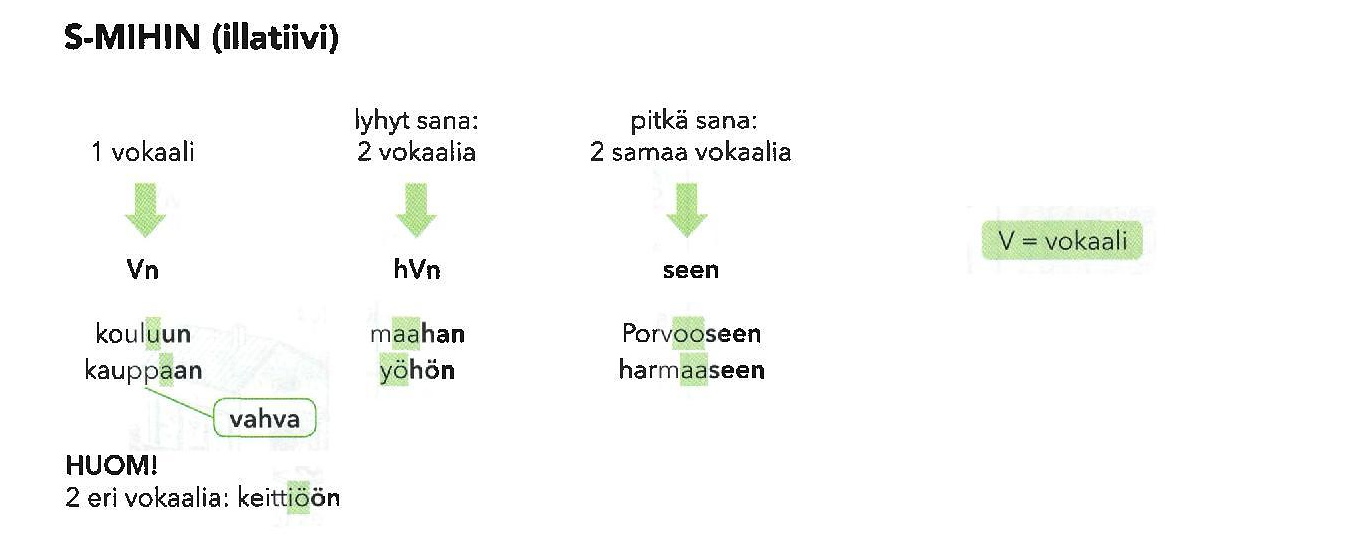 S-MIHIN (illatiivi)
1 vokaali
lyhyt sana:
2 vokaalia
pitkä sana:
2 samaa vokaalia
Vn
hVn
seen
V = vokaali
kouluun
maahan
Porvooseen
kauppaan
yöhön
harmaaseen
vahva
HUOM!
2 eri vokaalia: keittiöön